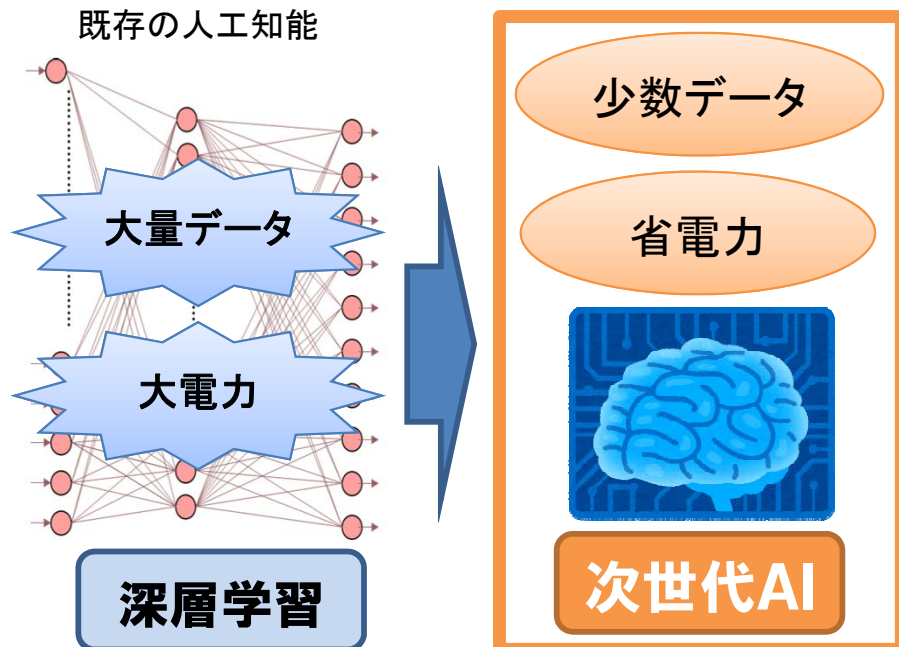 既存の人工知能
大量データ
大電力
深層学習
少数データ
省電力
次世代AI